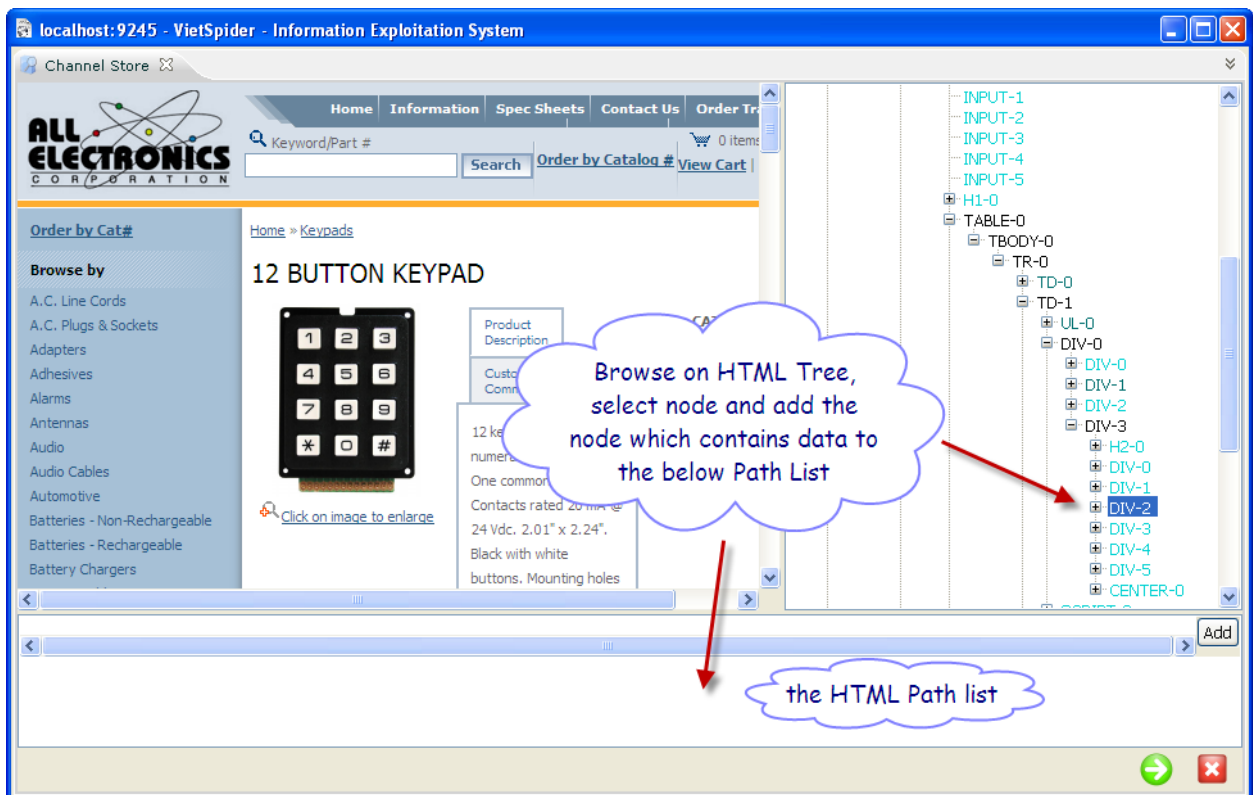 localhost:9245 - VietSpider - Information Exploitation System
Channel Store
ALL
ELECTRONICS
CORPORATION
Home Information Spec Sheets Contact Us Order
Keyword/Part #
0 items
Search
Order by Catalog #
View Cart |
Order by Cat#
Browse by
A.C. Line Cords
A.C. Plugs & Sockets
Adapters
Adhesives
Alarms
Antennas
Audio
Audio Cables
Automotive
Batteries - Non-Rechargeable
Batteries - Rechargeable
Battery Chargers
Home » Keypads
12 BUTTON KEYPAD
1 2 3
4 5 6
7 8 9
* 0 #
Click on image to enlarge
Product
Description
12
One common
Contacts rated 20 mA @
24 Vdc. 2.01" x 2.24".
Black with white
buttons. Mounting holes
Browse on HTML Tree,
select node and add the
node which contains data to
the below Path List
INPUT-1
INPUT-2
INPUT-3
INPUT-4
INPUT-5
H1-0
TABLE-0
TBODY-0
TR-0
TD-0
TD-1
UL-0
DIV-0
DIV-0
DIV-1
DIV-2
DIV-3
H2-0
DIV-0
DIV-1
DIV-2
DIV-3
DIV-4
DIV-5
CENTER-0
Add
the HTML Path list